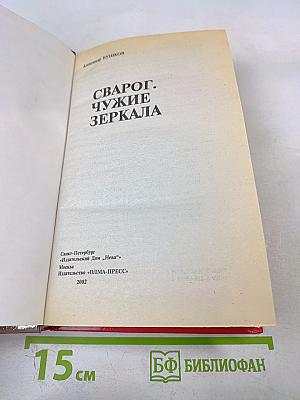 Александр БУШКОВ
СВАРОГ.
ЧУЖИЕ
ЗЕРКАЛА
Санкт-Петербург
«Издательский Дом „Нева“»
Москва
Издательство «ОЛМА-ПРЕСС»
2002
15 см
БФ БИБЛИОФАН